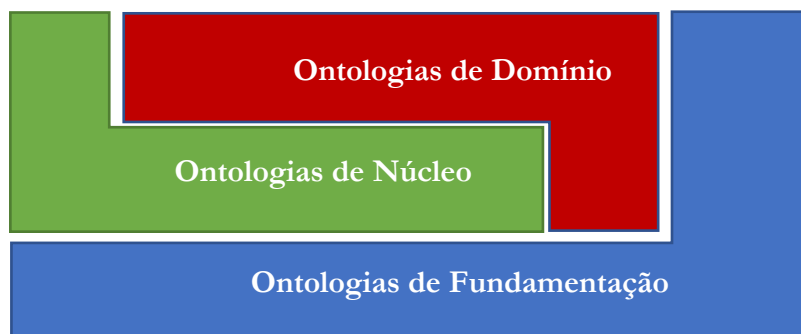 Ontologias de Domínio
Ontologias de Núcleo
Ontologias de Fundamentação